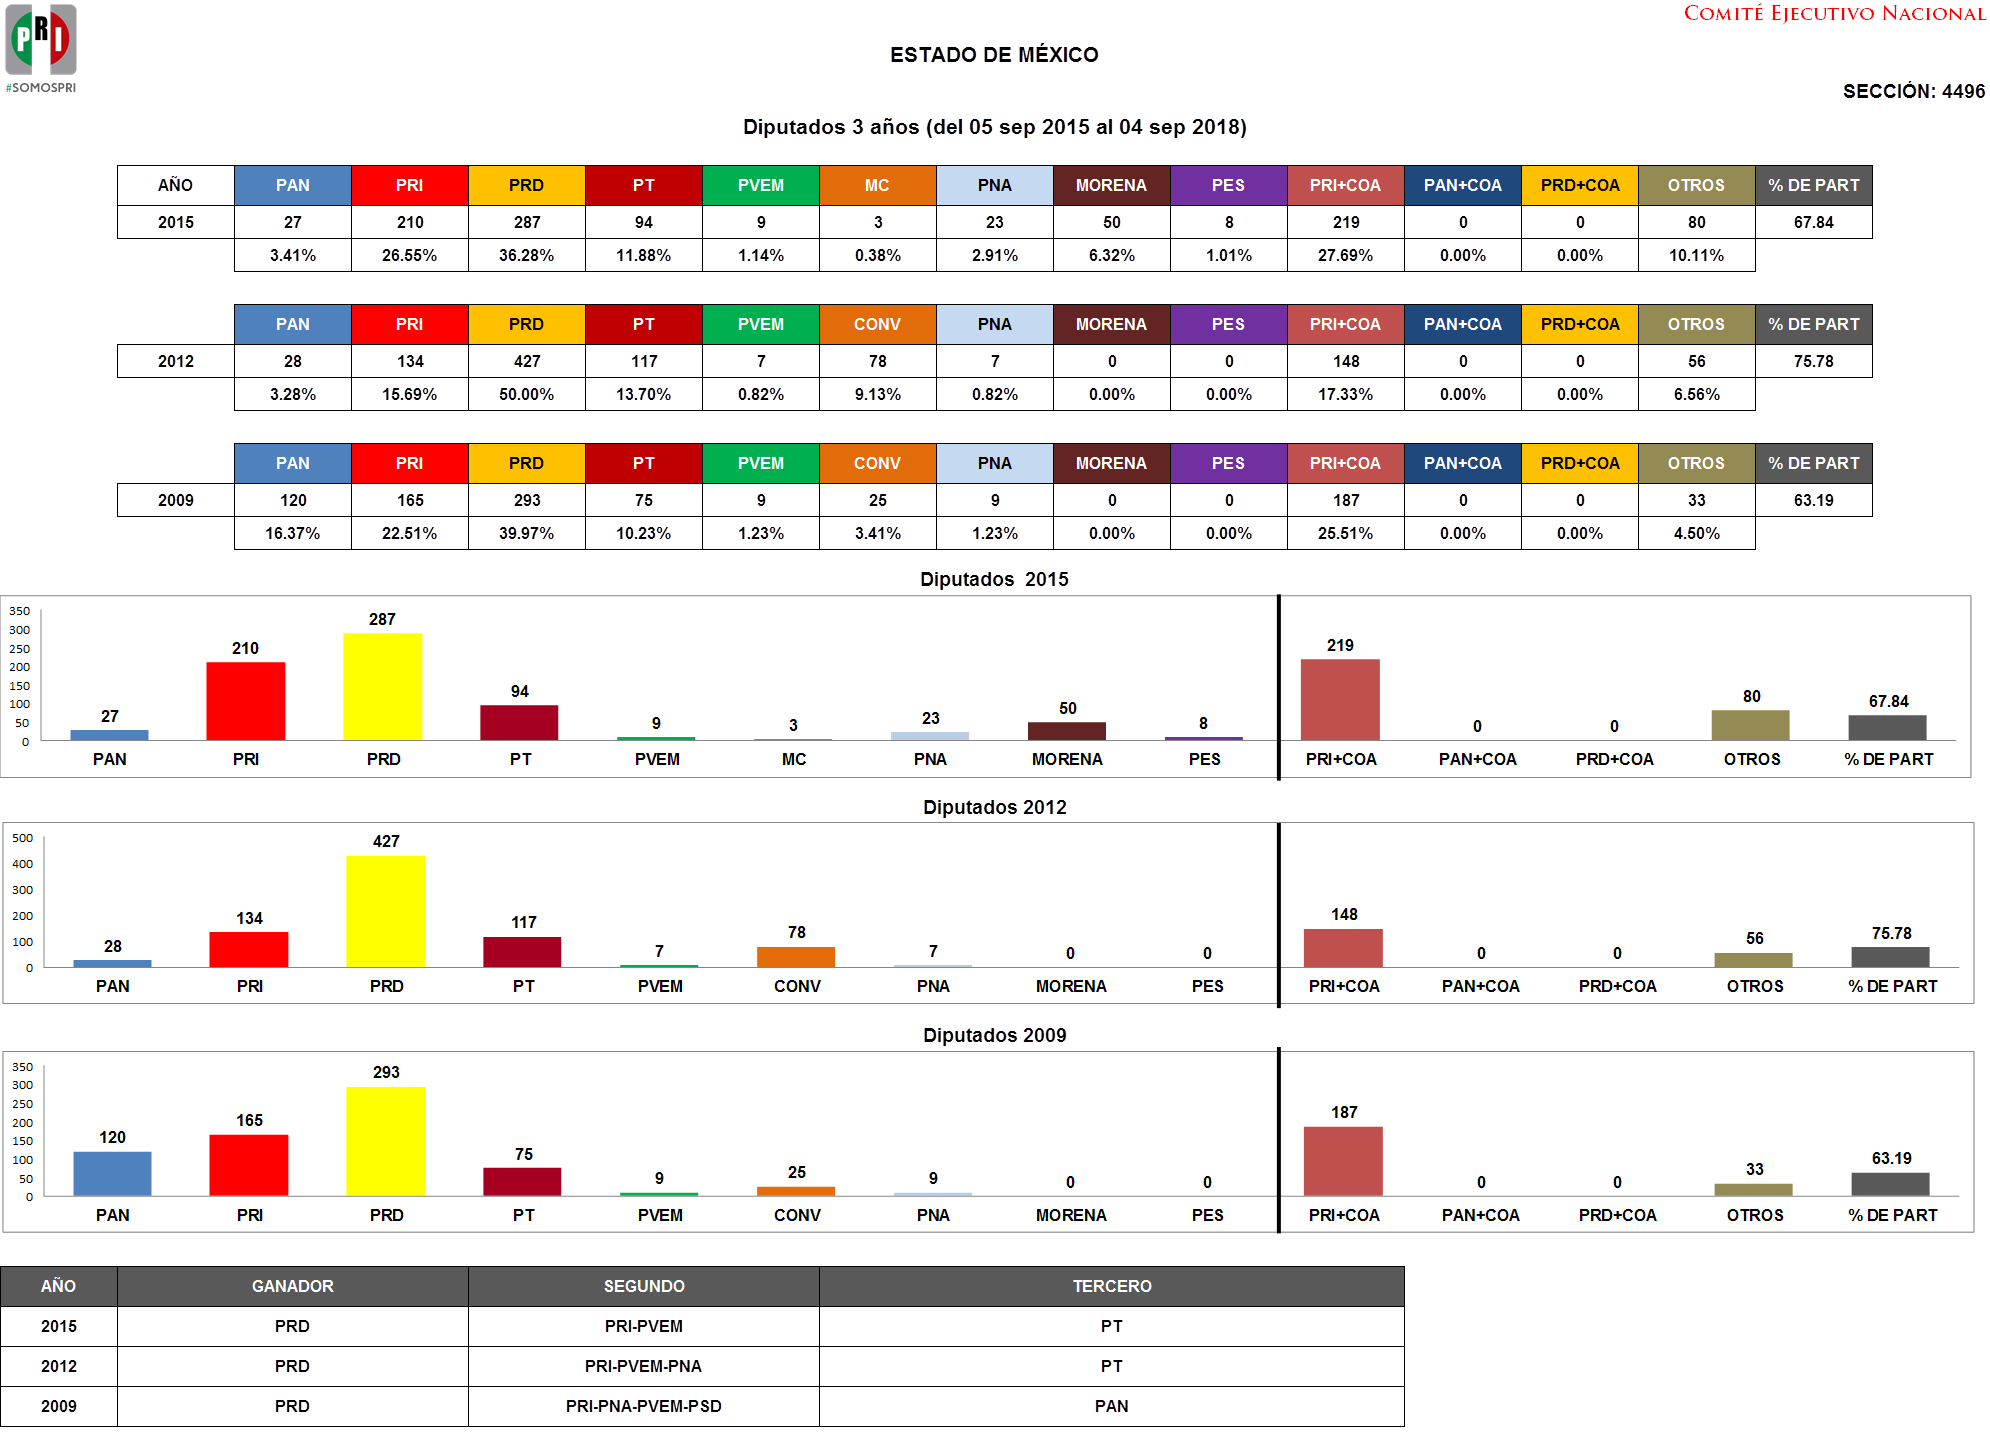 PRI
#SOMOSPRI
COMITÉ EJECUTIVO NACIONAL
ESTADO DE MÉXICO
SECCIÓN: 4496
Diputados 3 años (del 05 sep 2015 al 04 sep 2018)
AÑO PAN PRI PRD PT PVEM MC PNA MORENA PES PRI+COA PAN+COA PRD+COA OTROS % DE PART
2015 27 210 287 94 9 3 23 50 8 219 0 0 80 67.84
3.41% 26.55% 36.28% 11.88% 1.14% 0.38% 2.91% 6.32% 1.01% 27.69% 0.00% 0.00% 10.11%
PAN PRI PRD PT PVEM CONV PNA MORENA PES PRI+COA PAN+COA PRD+COA OTROS % DE PART
2012 28 134 427 117 7 78 7 0 0 148 0 0 56 75.78
3.28% 15.69% 50.00% 13.70% 0.82% 9.13% 0.82% 0.00% 0.00% 17.33% 0.00% 0.00% 6.56%
PAN PRI PRD PT PVEM CONV PNA MORENA PES PRI+COA PAN+COA PRD+COA OTROS % DE PART
2009 120 165 293 75 9 25 9 0 0 187 0 0 33 63.19
16.37% 22.51% 39.97% 10.23% 1.23% 3.41% 1.23% 0.00% 0.00% 25.51% 0.00% 0.00% 4.50%
Diputados 2015
350
300
250
200
150
100
50
0
27 210 287 94 9 3 23 50 8 219 0 0 80 67.84
PAN PRI PRD PT PVEM MC PNA MORENA PES PRI+COA PAN+COA PRD+COA OTROS % DE PART
Diputados 2012
500
400
300
200
100
0
28 134 427 117 7 78 7 0 0 148 0 0 56 75.78
PAN PRI PRD PT PVEM CONV PNA MORENA PES PRI+COA PAN+COA PRD+COA OTROS % DE PART
Diputados 2009
350
300
250
200
150
100
50
0
120 165 293 75 9 25 9 0 0 187 0 0 33 63.19
PAN PRI PRD PT PVEM CONV PNA MORENA PES PRI+COA PAN+COA PRD+COA OTROS % DE PART
AÑO GANADOR SEGUNDO TERCERO
2015 PRD PRI-PVEM PT
2012 PRD PRI-PVEM-PNA PT
2009 PRD PRI-PNA-PVEM-PSD PAN